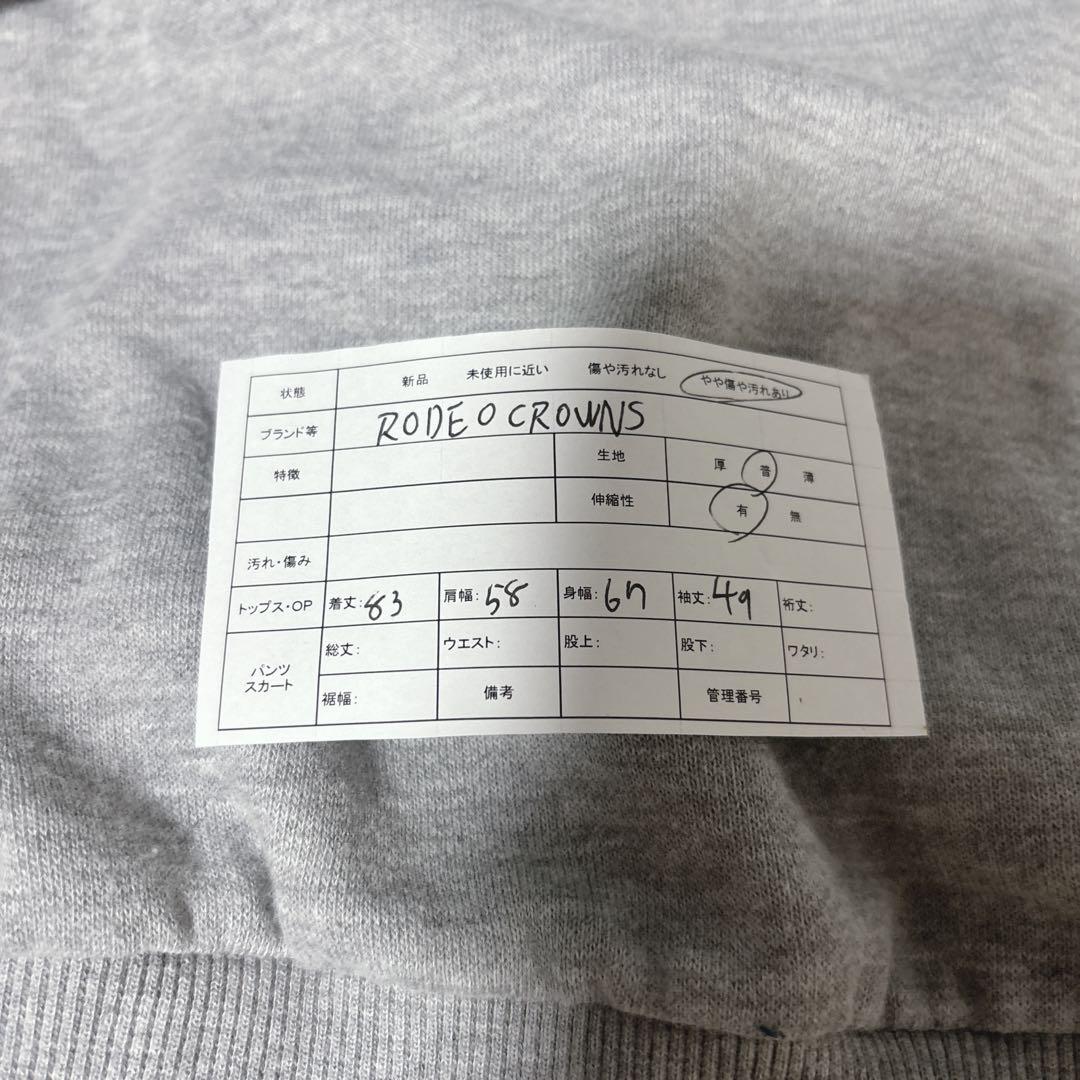 状態 新品 未使用に近い 傷や汚れなし やや傷や汚れあり
ブランド等 RODEO CROWNS
特徴 生地 厚 普 薄
伸縮性 有 無
汚れ・傷み
トップス・OP 着丈:83 肩幅:58 身幅:67 袖丈:49 裄丈:
パンツ スカート 総丈: ウエスト: 股上: 股下: ワタリ:
裾幅: 備考 管理番号